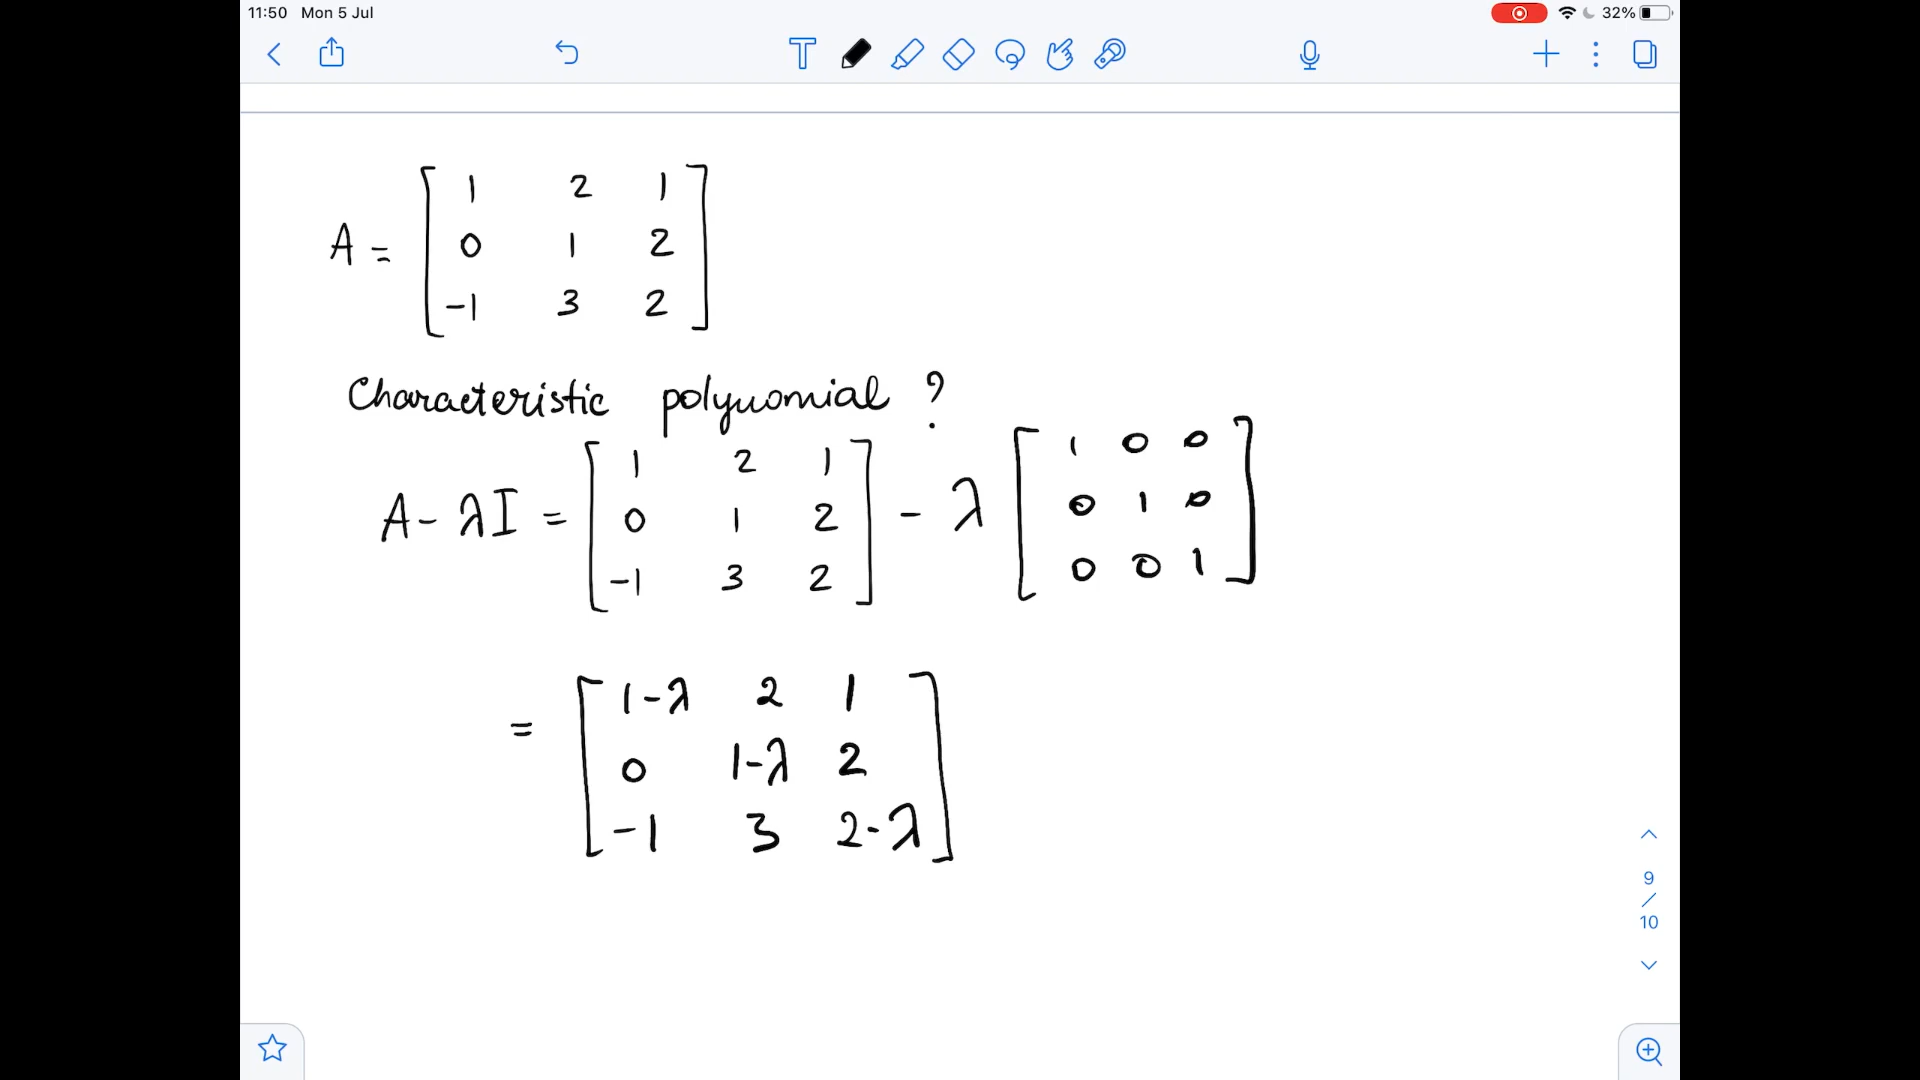 11:50 Mon 5 Jul 32%
A = [ 1 2 1
0 1 2
-1 3 2 ]
Characteristic polynomial ?
A - λI = [ 1 2 1
0 1 2
-1 3 2 ] - λ [ 1 0 0
0 1 0
0 0 1 ]
= [ 1-λ 2 1
0 1-λ 2
-1 3 2-λ ]
9
/
10